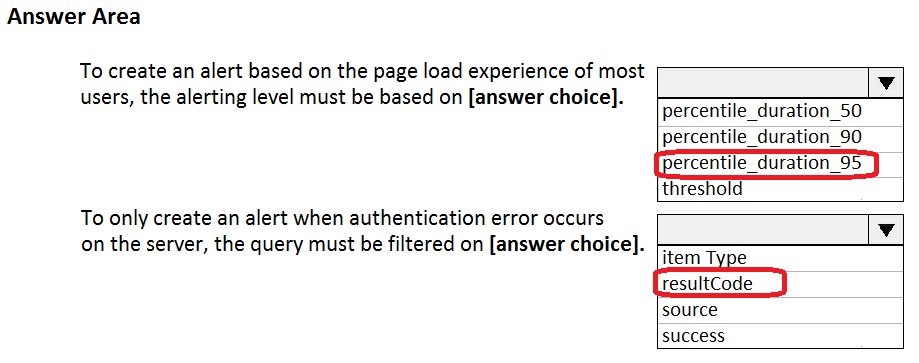 Answer Area
To create an alert based on the page load experience of most
users, the alerting level must be based on [answer choice].
percentile_duration_50
percentile_duration_90
percentile_duration_95
threshold
To only create an alert when authentication error occurs
on the server, the query must be filtered on [answer choice].
item Type
resultCode
source
success